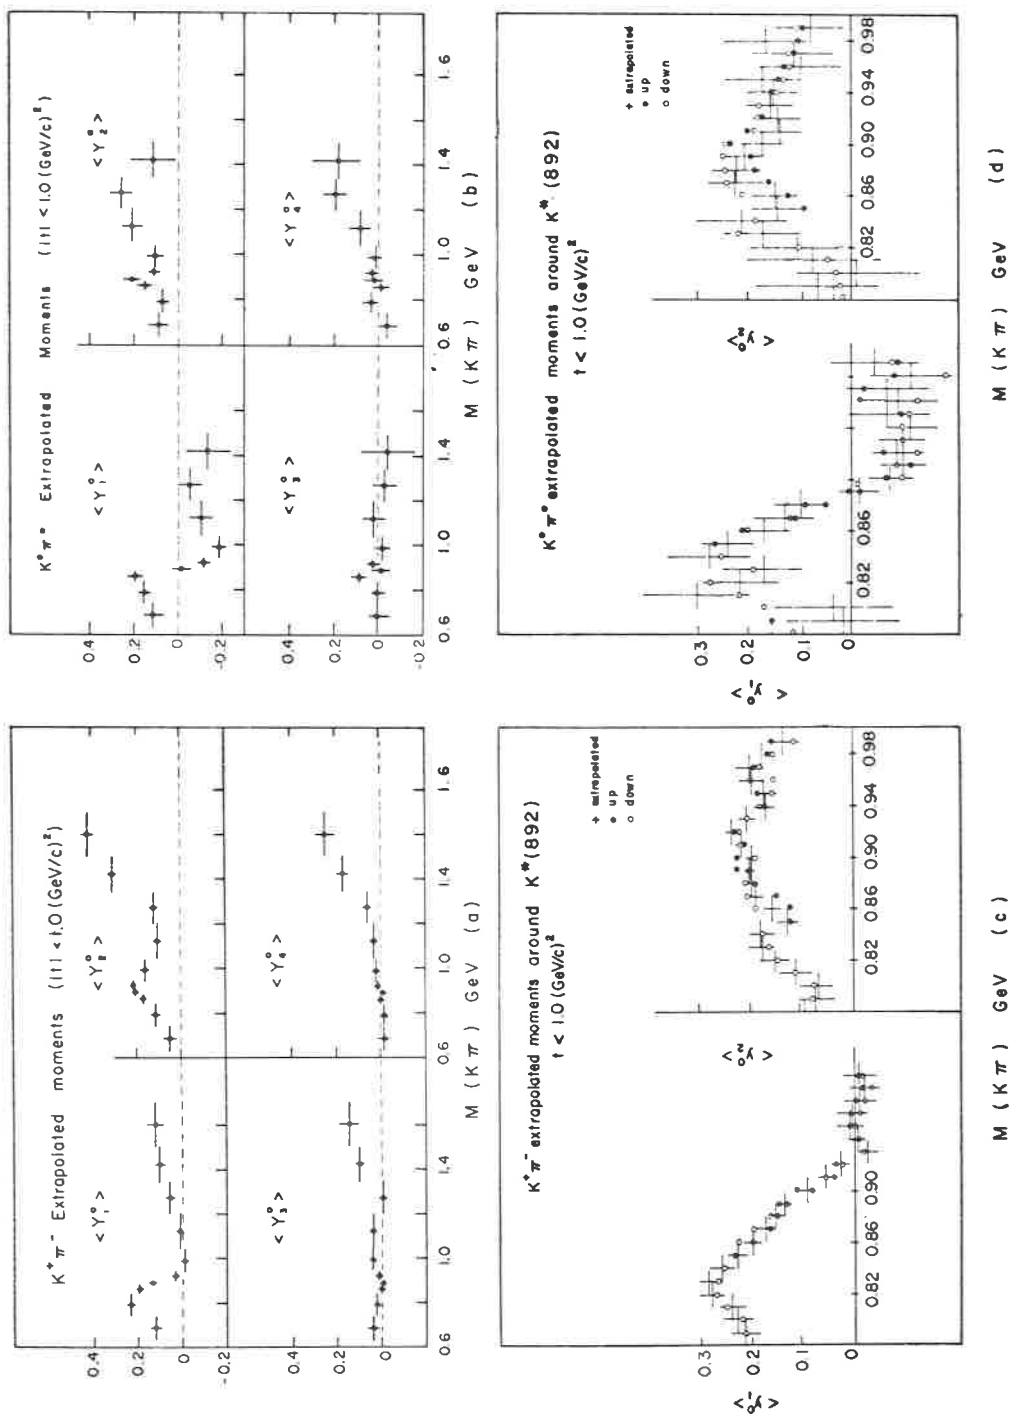 K⁺π⁻ Extrapolated moments (|t| < 1.0 (GeV/c)²)
<Y₁⁰>
<Y₂⁰>
0.4
0.2
0
-0.2
<Y₃⁰>
<Y₄⁰>
0.4
0.2
0
0.6
1.0
1.4
0.6
1.0
1.4
1.6
M (Kπ) GeV (a)
K°π° Extrapolated Moments (|t| < 1.0 (GeV/c)²
<Y₁⁰>
<Y₂⁰>
0.4
0.2
0
-0.2
<Y₃⁰>
<Y₄⁰>
0.4
0.2
0
-0.2
0.6
1.0
1.4
0.6
1.0
1.4
1.6
M (Kπ) GeV (b)
K⁺π⁻ extrapolated moments around K*(892)
t < 1.0 (GeV/c)²
+ extrapolated
• up
o down
<Y₁⁰>
0.3
0.2
0.1
0
0.82
0.86
0.90
<Y₂⁰>
0.82
0.86
0.90
0.94
0.98
M (Kπ) GeV (c)
K°π° extrapolated moments around K*(892)
t < 1.0 (GeV/c)²
+ extrapolated
• up
o down
<Y₁⁰>
0.3
0.2
0.1
0
0.82
0.86
<Y₂⁰>
0.82
0.86
0.90
0.94
0.98
M (Kπ) GeV (d)